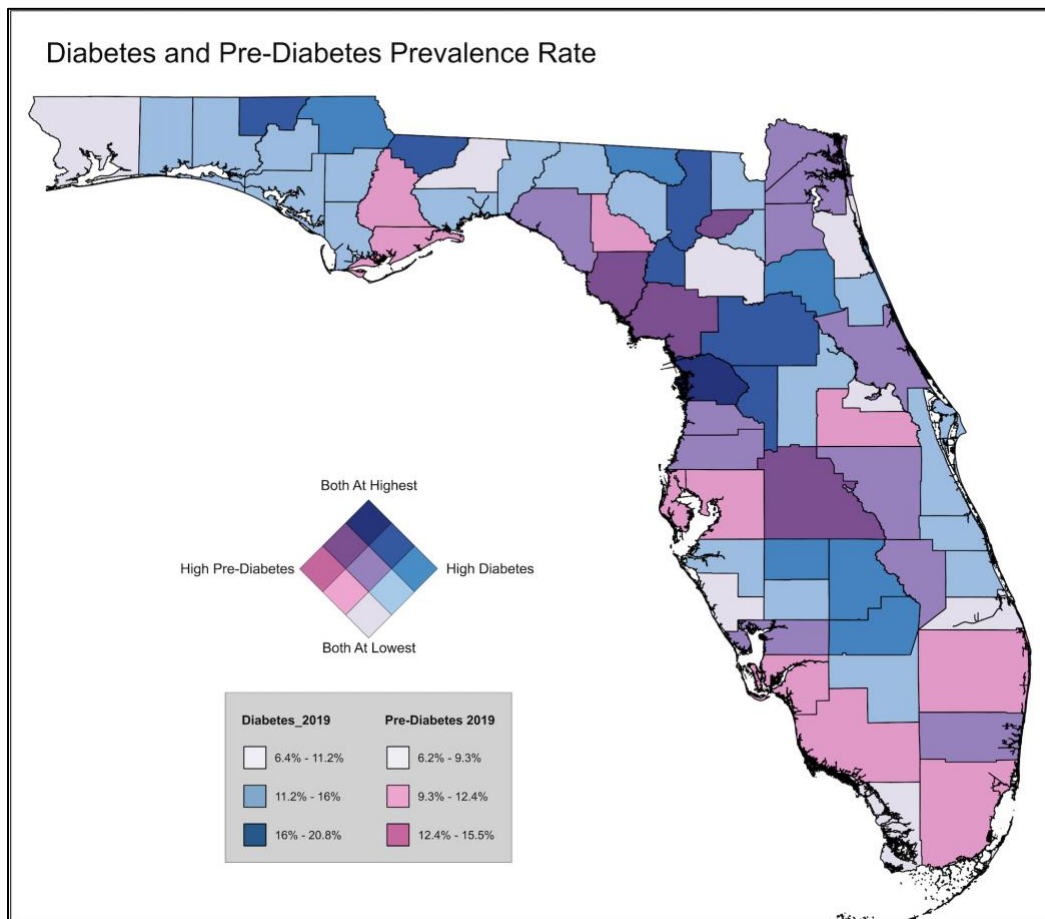 Diabetes and Pre-Diabetes Prevalence Rate
Both At Highest
High Pre-Diabetes
High Diabetes
Both At Lowest
Diabetes_2019 Pre-Diabetes 2019
6.4% - 11.2% 6.2% - 9.3%
11.2% - 16% 9.3% - 12.4%
16% - 20.8% 12.4% - 15.5%